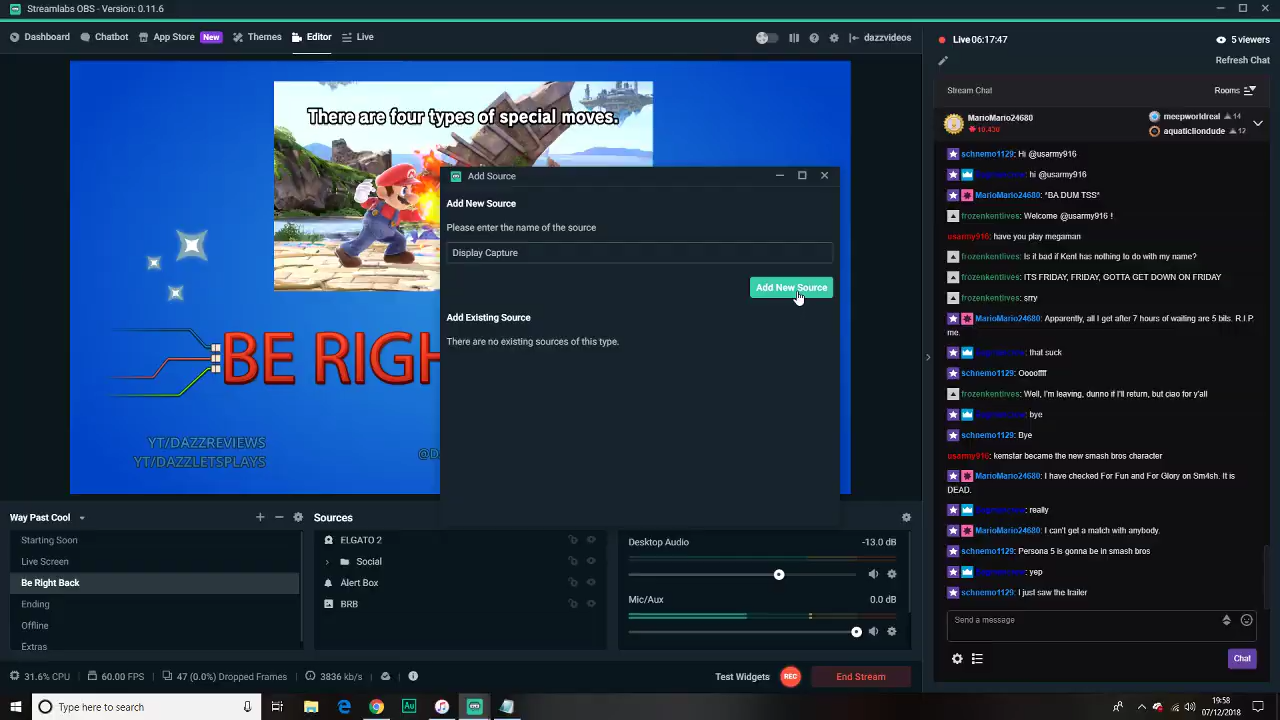 Streamlabs OBS - Version: 0.11.6
Dashboard
Chatbot
App Store
New
Themes
Editor
Live
dazzvideos
There are four types of special moves.
BE RIGH
YT/DAZZREVIEWS
YT/DAZZLETSPLAYS
@D
Add Source
Add New Source
Please enter the name of the source
Display Capture
Add New Source
Add Existing Source
There are no existing sources of this type.
Way Past Cool
Starting Soon
Live Screen
Be Right Back
Ending
Offline
Extras
Sources
ELGATO 2
Social
Alert Box
BRB
Desktop Audio
-13.0 dB
Mic/Aux
0.0 dB
31.6% CPU
60.00 FPS
47 (0.0%) Dropped Frames
3836 kb/s
Test Widgets
REC
End Stream
Live 06:17:47
5 viewers
Refresh Chat
Stream Chat
Rooms
MarioMario24680
19,430
meepworldreal 14
aquaticliondude 12
schnemo1129: Hi @usarmy916
hi @usarmy916
MarioMario24680: *BA DUM TSS*
frozenkentlives: Welcome @usarmy916 !
usarmy916: have you play megaman
frozenkentlives: Is it bad if Kent has nothing to do with my name?
frozenkentlives: ITS FRIDAY, FRIDAY, GOTTA GET DOWN ON FRIDAY
frozenkentlives: srry
MarioMario24680: Apparently, all I get after 7 hours of waiting are 5 bits. R.I.P.
me.
that suck
schnemo1129: Ooooffff
frozenkentlives: Well, I'm leaving, dunno if I'll return, but ciao for y'all
bye
schnemo1129: Bye
usarmy916: kemstar became the new smash bros character
MarioMario24680: I have checked For Fun and For Glory on Sm4sh. It is
DEAD.
really
MarioMario24680: I can't get a match with anybody.
schnemo1129: Persona 5 is gonna be in smash bros
yep
schnemo1129: I just saw the trailer
Send a message
Chat
Type here to search
19:58
07/12/2018